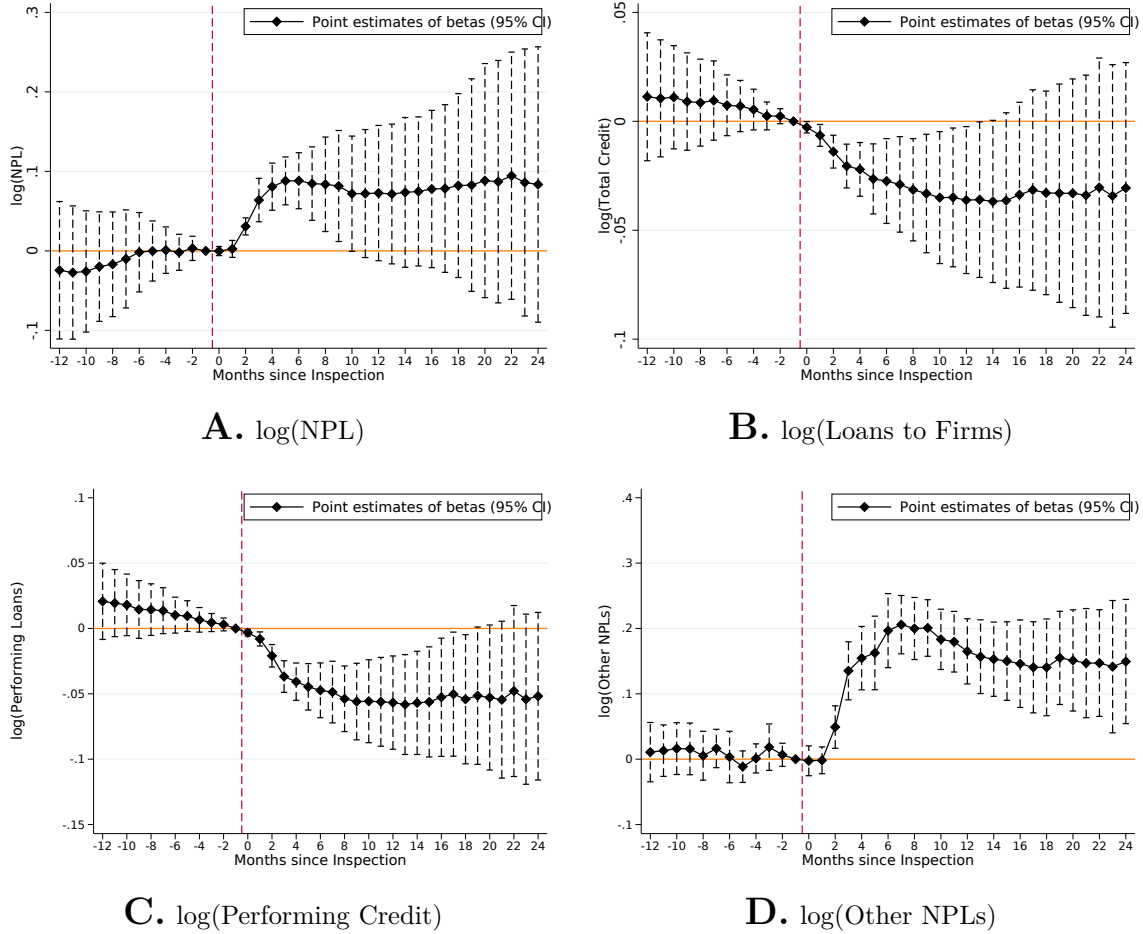 Point estimates of betas (95% CI)
log(NPL)
.3
.2
.1
0
-.1
-12 -10 -8 -6 -4 -2 0 2 4 6 8 10 12 14 16 18 20 22 24
Months since Inspection
A. log(NPL)
Point estimates of betas (95% CI)
log(Total Credit)
.05
0
-.05
-.1
-12 -10 -8 -6 -4 -2 0 2 4 6 8 10 12 14 16 18 20 22 24
Months since Inspection
B. log(Loans to Firms)
Point estimates of betas (95% CI)
log(Performing Loans)
.1
.05
0
-.05
-.1
-.15
-12 -10 -8 -6 -4 -2 0 2 4 6 8 10 12 14 16 18 20 22 24
Months since Inspection
C. log(Performing Credit)
Point estimates of betas (95% CI)
log(Other NPLs)
.4
.3
.2
.1
0
-.1
-12 -10 -8 -6 -4 -2 0 2 4 6 8 10 12 14 16 18 20 22 24
Months since Inspection
D. log(Other NPLs)